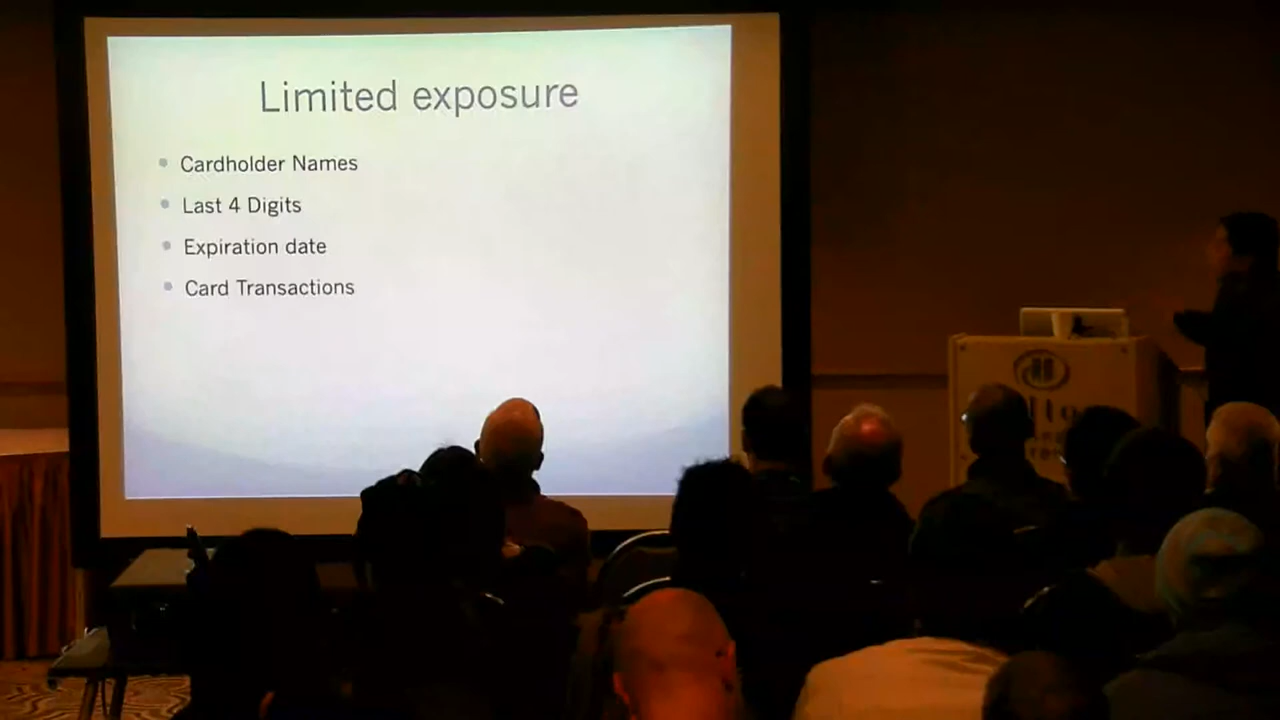 Limited exposure
Cardholder Names
Last 4 Digits
Expiration date
Card Transactions